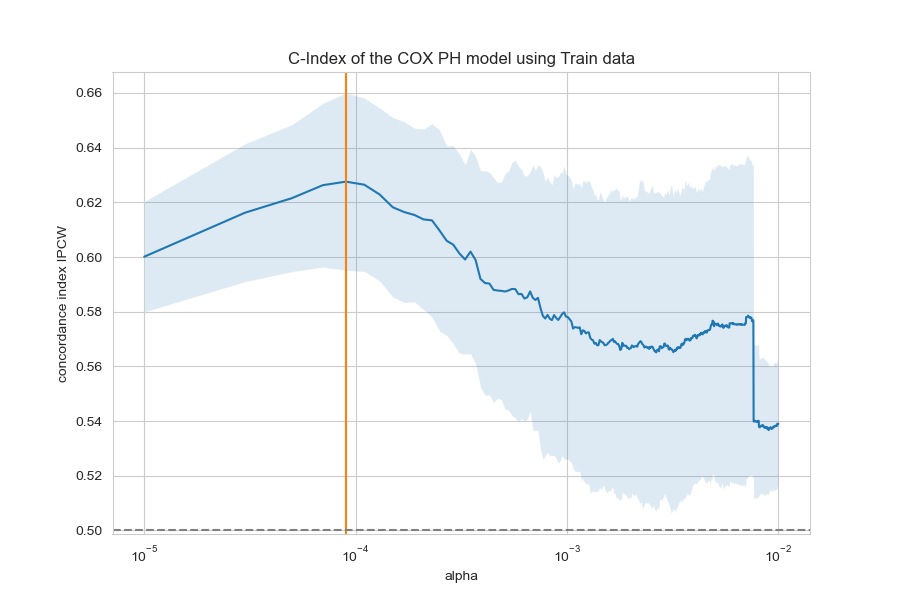 C-Index of the COX PH model using Train data
concordance index IPCW
0.66
0.64
0.62
0.60
0.58
0.56
0.54
0.52
0.50
10⁻⁵ 10⁻⁴ 10⁻³ 10⁻²
alpha